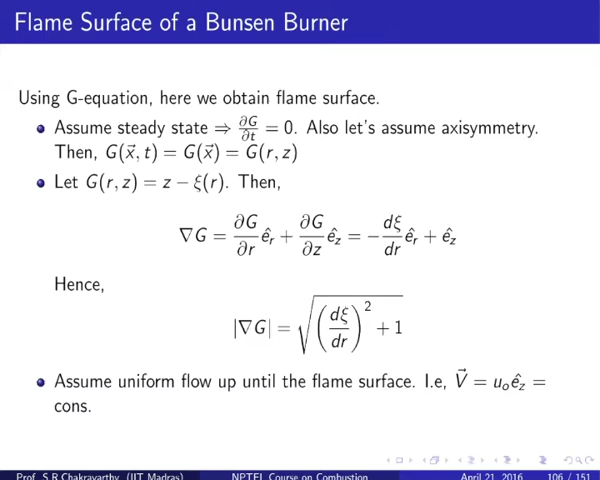 Flame Surface of a Bunsen Burner
Using G-equation, here we obtain flame surface.
Assume steady state ⇒ ∂G/∂t = 0. Also let's assume axisymmetry.
Then, G(x⃗, t) = G(x⃗) = G(r, z)
Let G(r, z) = z − ξ(r). Then,
∇G = ∂G/∂r ê_r + ∂G/∂z ê_z = − dξ/dr ê_r + ê_z
Hence,
|∇G| = √((dξ/dr)² + 1)
Assume uniform flow up until the flame surface. I.e, V⃗ = u_o ê_z =
cons.
Prof. S.R.Chakravarthy (IIT Madras) NPTEL Course on Combustion April 21, 2016 106 / 151